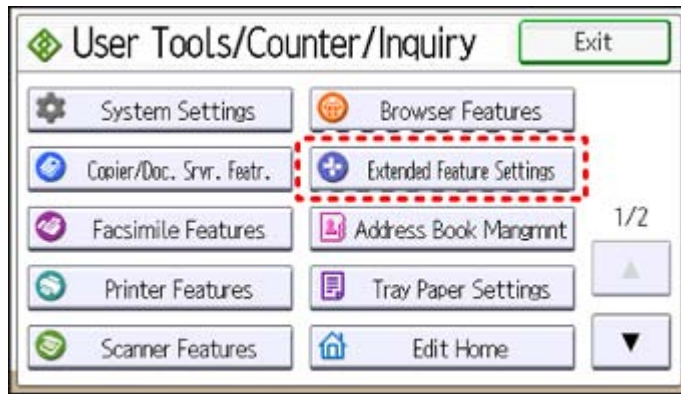 User Tools/Counter/Inquiry
Exit
System Settings
Browser Features
Copier/Doc. Srvr. Featr.
Extended Feature Settings
Facsimile Features
Address Book Mangmnt
1/2
Printer Features
Tray Paper Settings
Scanner Features
Edit Home